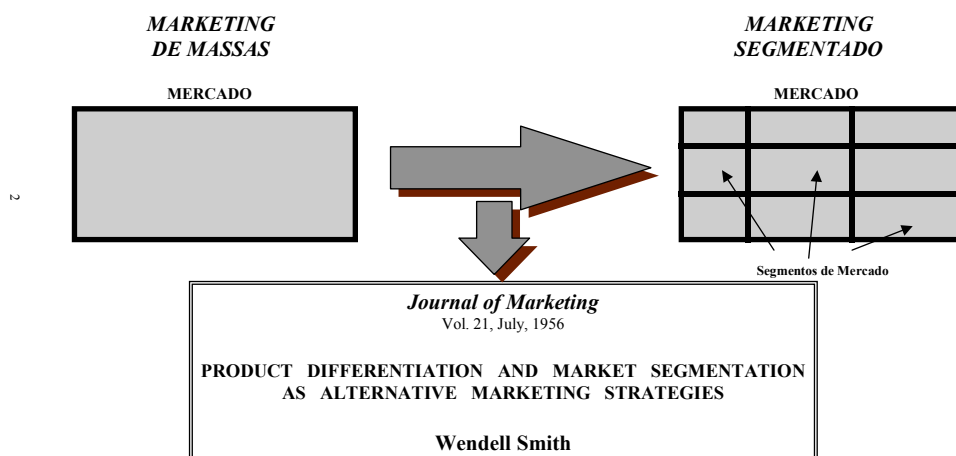 MARKETING
DE MASSAS
MARKETING
SEGMENTADO
MERCADO
MERCADO
2
Segmentos de Mercado
Journal of Marketing
Vol. 21, July, 1956
PRODUCT DIFFERENTIATION AND MARKET SEGMENTATION
AS ALTERNATIVE MARKETING STRATEGIES
Wendell Smith